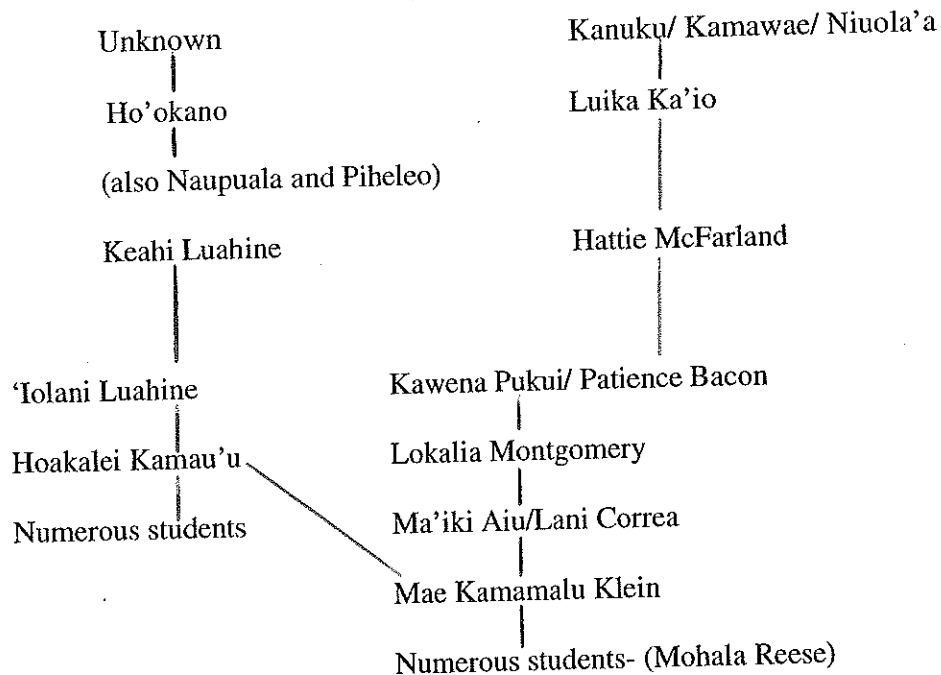 Unknown
Ho'okano
(also Naupuala and Piheleo)
Keahi Luahine
'Iolani Luahine
Hoakalei Kamau'u
Numerous students
Kanuku/ Kamawae/ Niuola'a
Luika Ka'io
Hattie McFarland
Kawena Pukui/ Patience Bacon
Lokalia Montgomery
Ma'iki Aiu/Lani Correa
Mae Kamamalu Klein
Numerous students- (Mohala Reese)